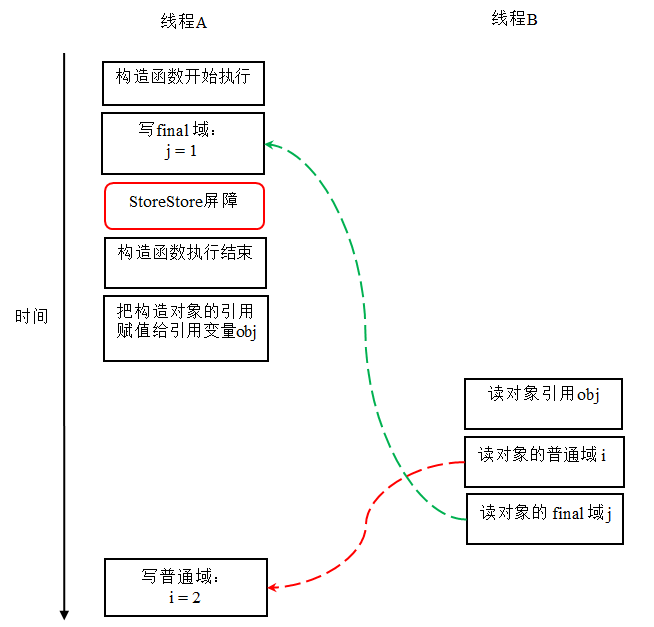 线程A
线程B
构造函数开始执行
写final 域：
j = 1
StoreStore屏障
构造函数执行结束
时间
把构造对象的引用
赋值给引用变量obj
读对象引用obj
读对象的普通域 i
读对象的 final 域j
写普通域：
i = 2